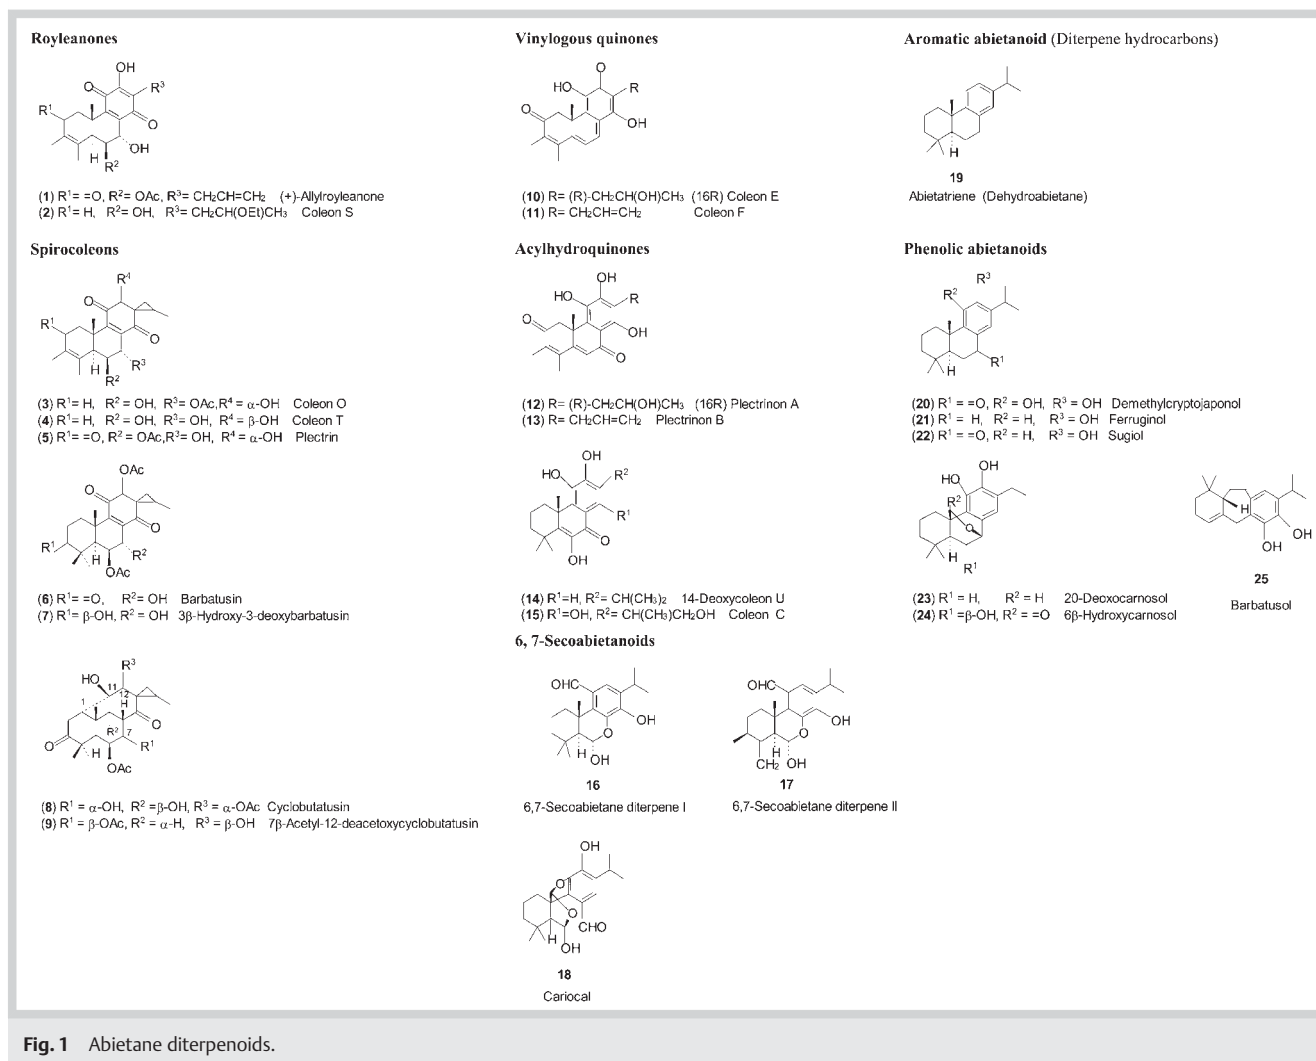 Royleanones
OH
O
R³
R¹
O
OH
H
R²
(1) R¹= =O, R²= OAc, R³= CH₂CH=CH₂ (+)-Allylroyleanone
(2) R¹= H, R²= OH, R³= CH₂CH(OEt)CH₃ Coleon S
Spirocoleons
R⁴
O
R¹
O
H
R³
R²
(3) R¹= H, R² = OH, R³= OAc,R⁴ = α-OH Coleon O
(4) R¹= H, R² = OH, R³= OH, R⁴ = β-OH Coleon T
(5) R¹= =O, R² = OAc,R³= OH, R⁴ = α-OH Plectrin
OAc
O
O
R¹
H
R²
OAc
(6) R¹= =O, R²= OH Barbatusin
(7) R¹= β-OH, R²= OH 3β-Hydroxy-3-deoxybarbatusin
R³
HO
11
12
1
H
O
R²
7
O
H
R¹
OAc
(8) R¹ = α-OH, R² =β-OH, R³ = α-OAc Cyclobutatusin
(9) R¹ = β-OAc, R² = α-H, R³ = β-OH 7β-Acetyl-12-deacetoxycyclobutatusin
Vinylogous quinones
O
HO
R
O
OH
(10) R= (R)-CH₂CH(OH)CH₃ (16R) Coleon E
(11) R= CH₂CH=CH₂ Coleon F
Acylhydroquinones
OH
HO
R
O
OH
O
(12) R= (R)-CH₂CH(OH)CH₃ (16R) Plectrinon A
(13) R= CH₂CH=CH₂ Plectrinon B
OH
HO
R²
R¹
O
OH
(14) R¹=H, R²= CH(CH₃)₂ 14-Deoxycoleon U
(15) R¹=OH, R²= CH(CH₃)CH₂OH Coleon C
6, 7-Secoabietanoids
OHC
OH
O
H
OH
16
6,7-Secoabietane diterpene I
OHC
OH
O
H
CH₂ OH
17
6,7-Secoabietane diterpene II
OH
O
O
CHO
H
OH
18
Cariocal
Aromatic abietanoid (Diterpene hydrocarbons)
H
19
Abietatriene (Dehydroabietane)
Phenolic abietanoids
R³
R²
R¹
H
(20) R¹ = =O, R² = OH, R³ = OH Demethylcryptojaponol
(21) R¹ = H, R² = H, R³ = OH Ferruginol
(22) R¹ = =O, R² = H, R³ = OH Sugiol
OH
HO
R²
O
H
R¹
(23) R¹ = H, R² = H 20-Deoxocarnosol
(24) R¹ =β-OH, R² = =O 6β-Hydroxycarnosol
H
OH
OH
25
Barbatusol
Fig. 1 Abietane diterpenoids.